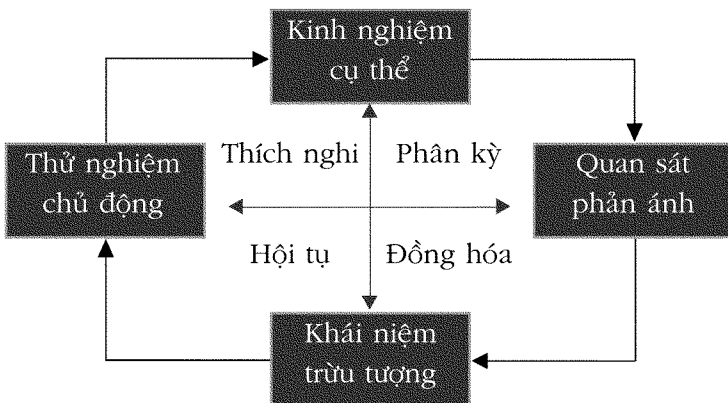 Kinh nghiệm
cụ thể
Thử nghiệm
chủ động
Thích nghi
Phân kỳ
Quan sát
phản ánh
Hội tụ
Đồng hóa
Khái niệm
trừu tượng